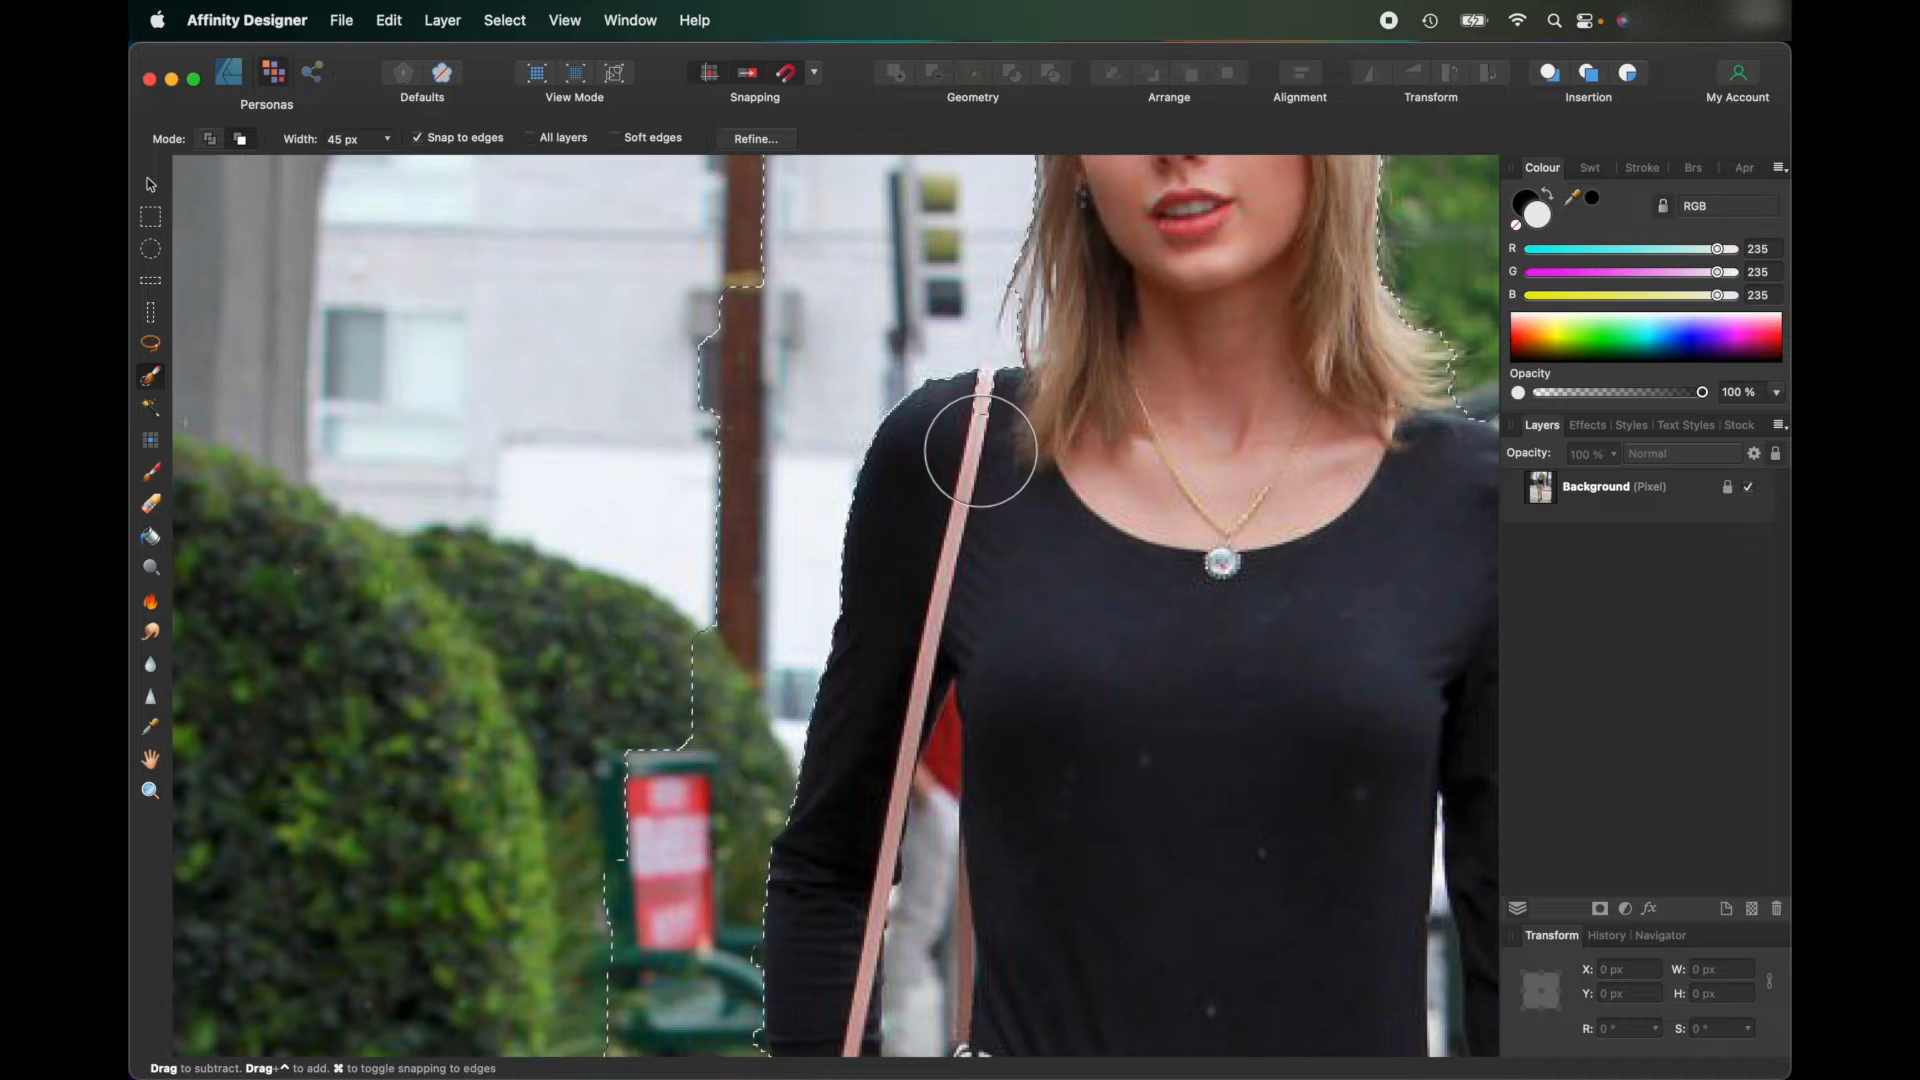 Affinity Designer File Edit Layer Select View Window Help
Personas Defaults View Mode Snapping Geometry Arrange Alignment Transform Insertion My Account
Mode: Width: 45 px Snap to edges All layers Soft edges Refine...
Colour Swt Stroke Brs Apr
RGB
R 235
G 235
B 235
Opacity
100 %
Layers Effects Styles Text Styles Stock
Opacity: 100 % Normal
Background (Pixel)
fx
Transform History Navigator
X: 0 px W: 0 px
Y: 0 px H: 0 px
R: 0 ° S: 0 °
Drag to subtract. Drag+^ to add. ⌘ to toggle snapping to edges